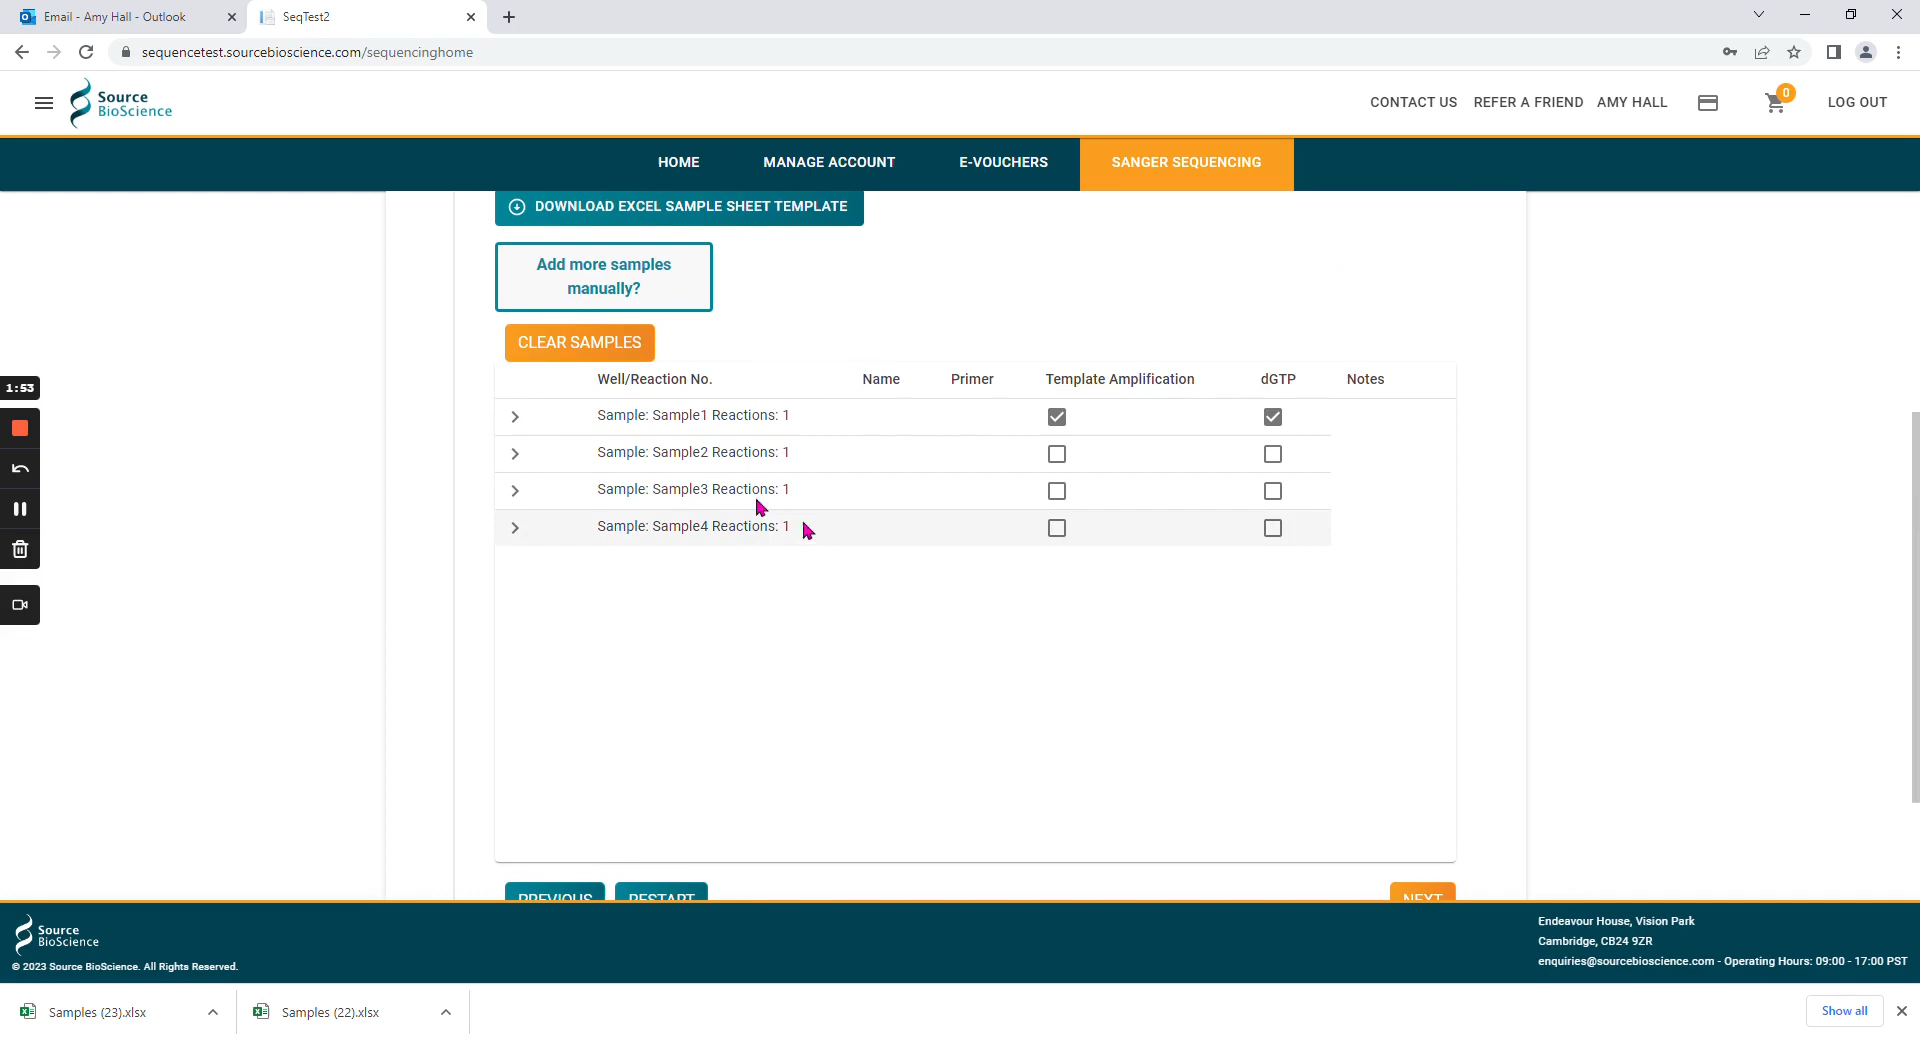 Email - Amy Hall - Outlook
SeqTest2
sequencetest.sourcebioscience.com/sequencinghome
Source
BioScience
CONTACT US REFER A FRIEND AMY HALL 0 LOG OUT
HOME MANAGE ACCOUNT E-VOUCHERS SANGER SEQUENCING
DOWNLOAD EXCEL SAMPLE SHEET TEMPLATE
Add more samples
manually?
CLEAR SAMPLES
1:53
Well/Reaction No. Name Primer Template Amplification dGTP Notes
Sample: Sample1 Reactions: 1
Sample: Sample2 Reactions: 1
Sample: Sample3 Reactions: 1
Sample: Sample4 Reactions: 1
PREVIOUS RESTART NEXT
Source
BioScience
© 2023 Source BioScience. All Rights Reserved.
Endeavour House, Vision Park
Cambridge, CB24 9ZR
enquiries@sourcebioscience.com - Operating Hours: 09:00 - 17:00 PST
Samples (23).xlsx
Samples (22).xlsx
Show all